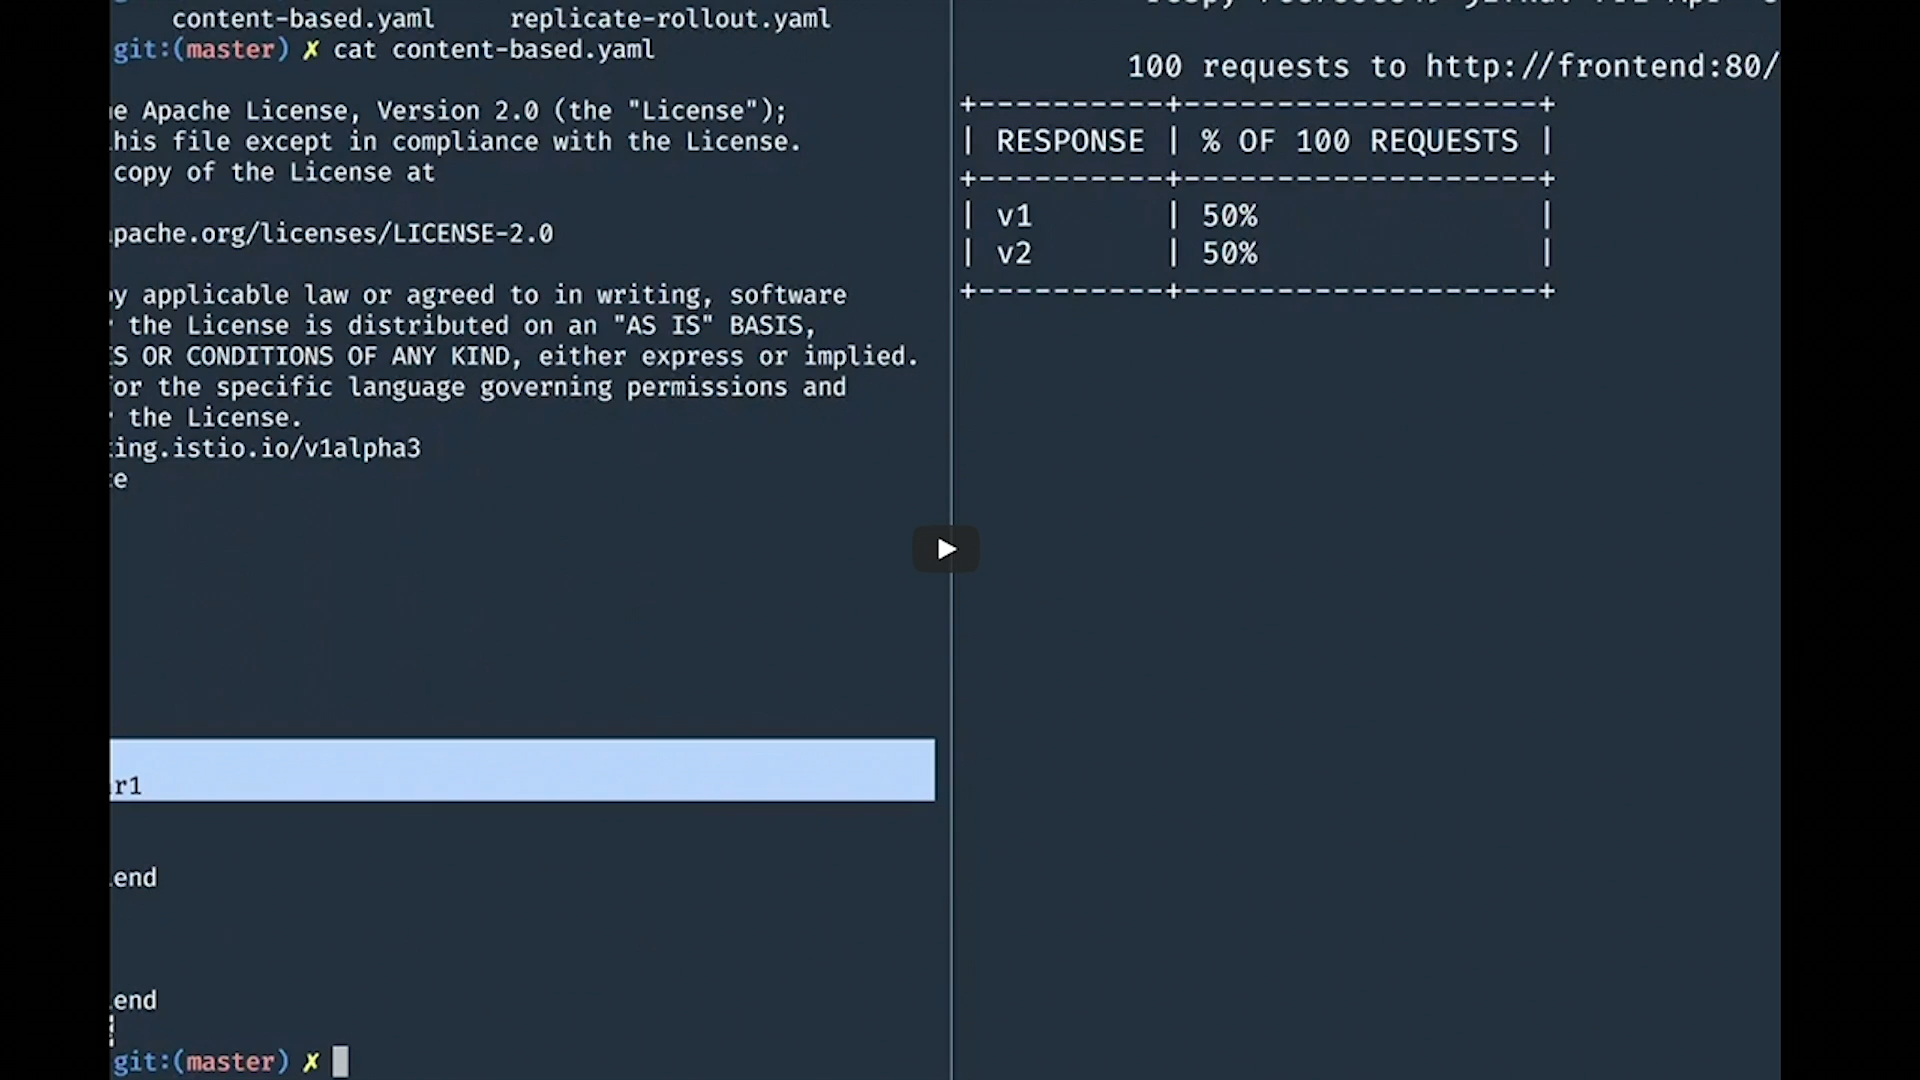 content-based.yaml replicate-rollout.yaml
git:(master) ✗ cat content-based.yaml
Apache License, Version 2.0 (the "License");
his file except in compliance with the License.
copy of the License at
pache.org/licenses/LICENSE-2.0
applicable law or agreed to in writing, software
the License is distributed on an "AS IS" BASIS,
S OR CONDITIONS OF ANY KIND, either express or implied.
or the specific language governing permissions and
the License.
ing.istio.io/v1alpha3
e
r1
end
end
git:(master) ✗
100 requests to http://frontend:80/
+----------+-------------------+
| RESPONSE | % OF 100 REQUESTS |
+----------+-------------------+
| v1 | 50% |
| v2 | 50% |
+----------+-------------------+